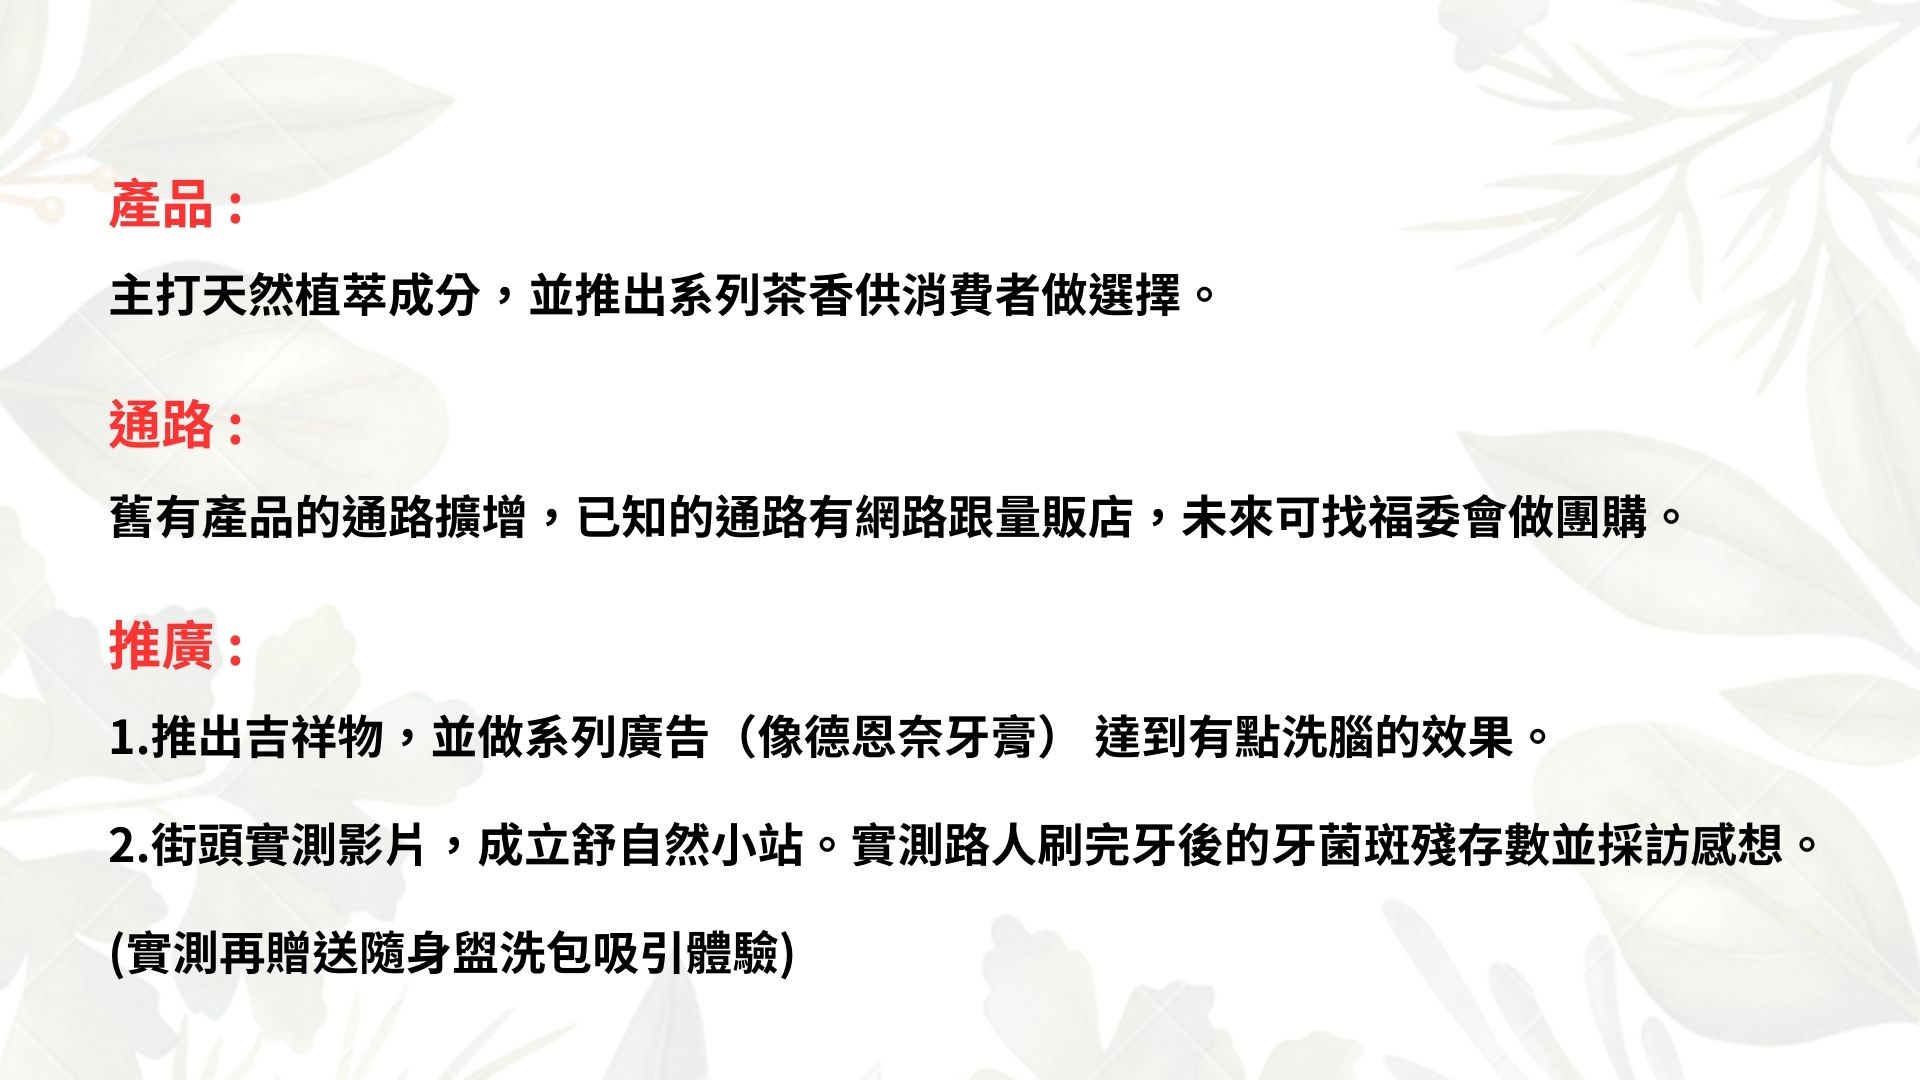 產品 :
主打天然植萃成分，並推出系列茶香供消費者做選擇。
通路 :
舊有產品的通路擴增，已知的通路有網路跟量販店，未來可找福委會做團購。
推廣 :
1.推出吉祥物，並做系列廣告（像德恩奈牙膏） 達到有點洗腦的效果。
2.街頭實測影片，成立舒自然小站。實測路人刷完牙後的牙菌斑殘存數並採訪感想。
(實測再贈送隨身盥洗包吸引體驗)